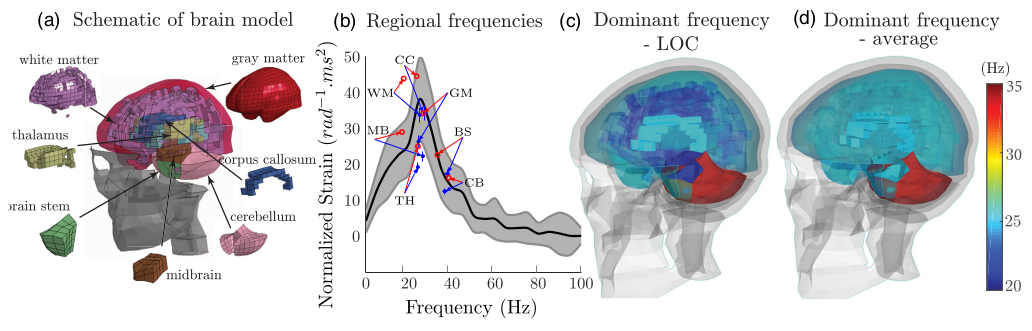 (a) Schematic of brain model
white matter
gray matter
thalamus
corpus callosum
brain stem
cerebellum
midbrain
(b) Regional frequencies
Normalized Strain (rad⁻¹.ms²)
50
40
30
20
10
0
CC
WM
GM
MB
BS
CB
TH
0 20 40 60 80 100
Frequency (Hz)
(c) Dominant frequency
- LOC
(d) Dominant frequency
- average
(Hz)
35
30
25
20